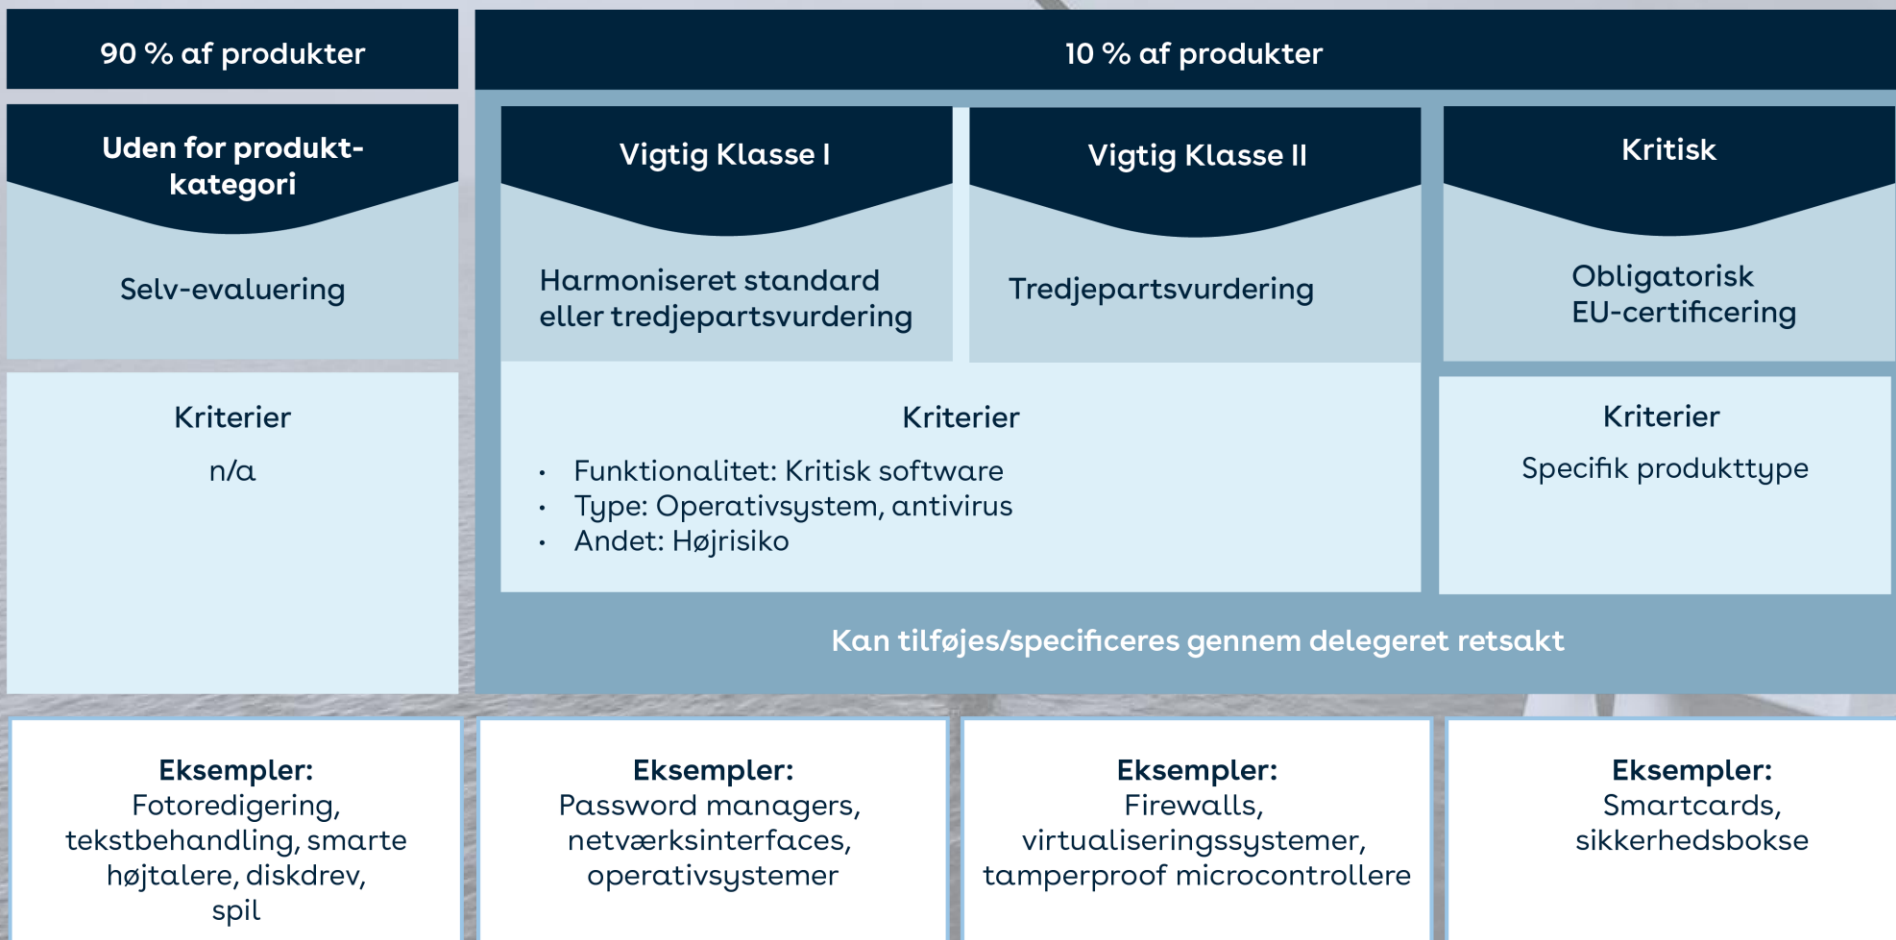 90 % af produkter
10 % af produkter
Uden for produkt-
kategori
Selv-evaluering
Kriterier
n/a
Vigtig Klasse I
Harmoniseret standard
eller tredjepartsvurdering
Vigtig Klasse II
Tredjepartsvurdering
Kriterier
• Funktionalitet: Kritisk software
• Type: Operativsystem, antivirus
• Andet: Højrisiko
Kritisk
Obligatorisk
EU-certificering
Kriterier
Specifik produkttype
Kan tilføjes/specificeres gennem delegeret retsakt
Eksempler:
Fotoredigering,
tekstbehandling, smarte
højtalere, diskdrev,
spil
Eksempler:
Password managers,
netværksinterfaces,
operativsystemer
Eksempler:
Firewalls,
virtualiseringssystemer,
tamperproof microcontrollere
Eksempler:
Smartcards,
sikkerhedsbokse